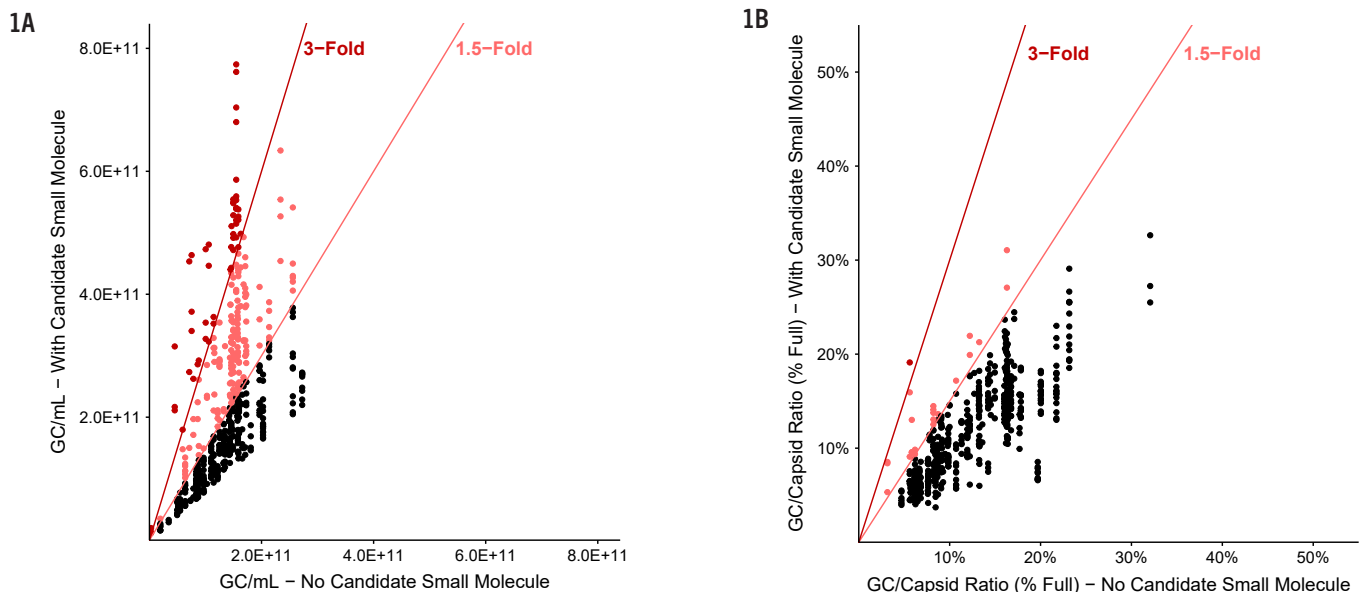 1A
GC/mL − With Candidate Small Molecule
8.0E+11
6.0E+11
4.0E+11
2.0E+11
3−Fold
1.5−Fold
2.0E+11
4.0E+11
6.0E+11
8.0E+11
GC/mL − No Candidate Small Molecule
1B
GC/Capsid Ratio (% Full) − With Candidate Small Molecule
50%
40%
30%
20%
10%
3−Fold
1.5−Fold
10%
20%
30%
40%
50%
GC/Capsid Ratio (% Full) − No Candidate Small Molecule